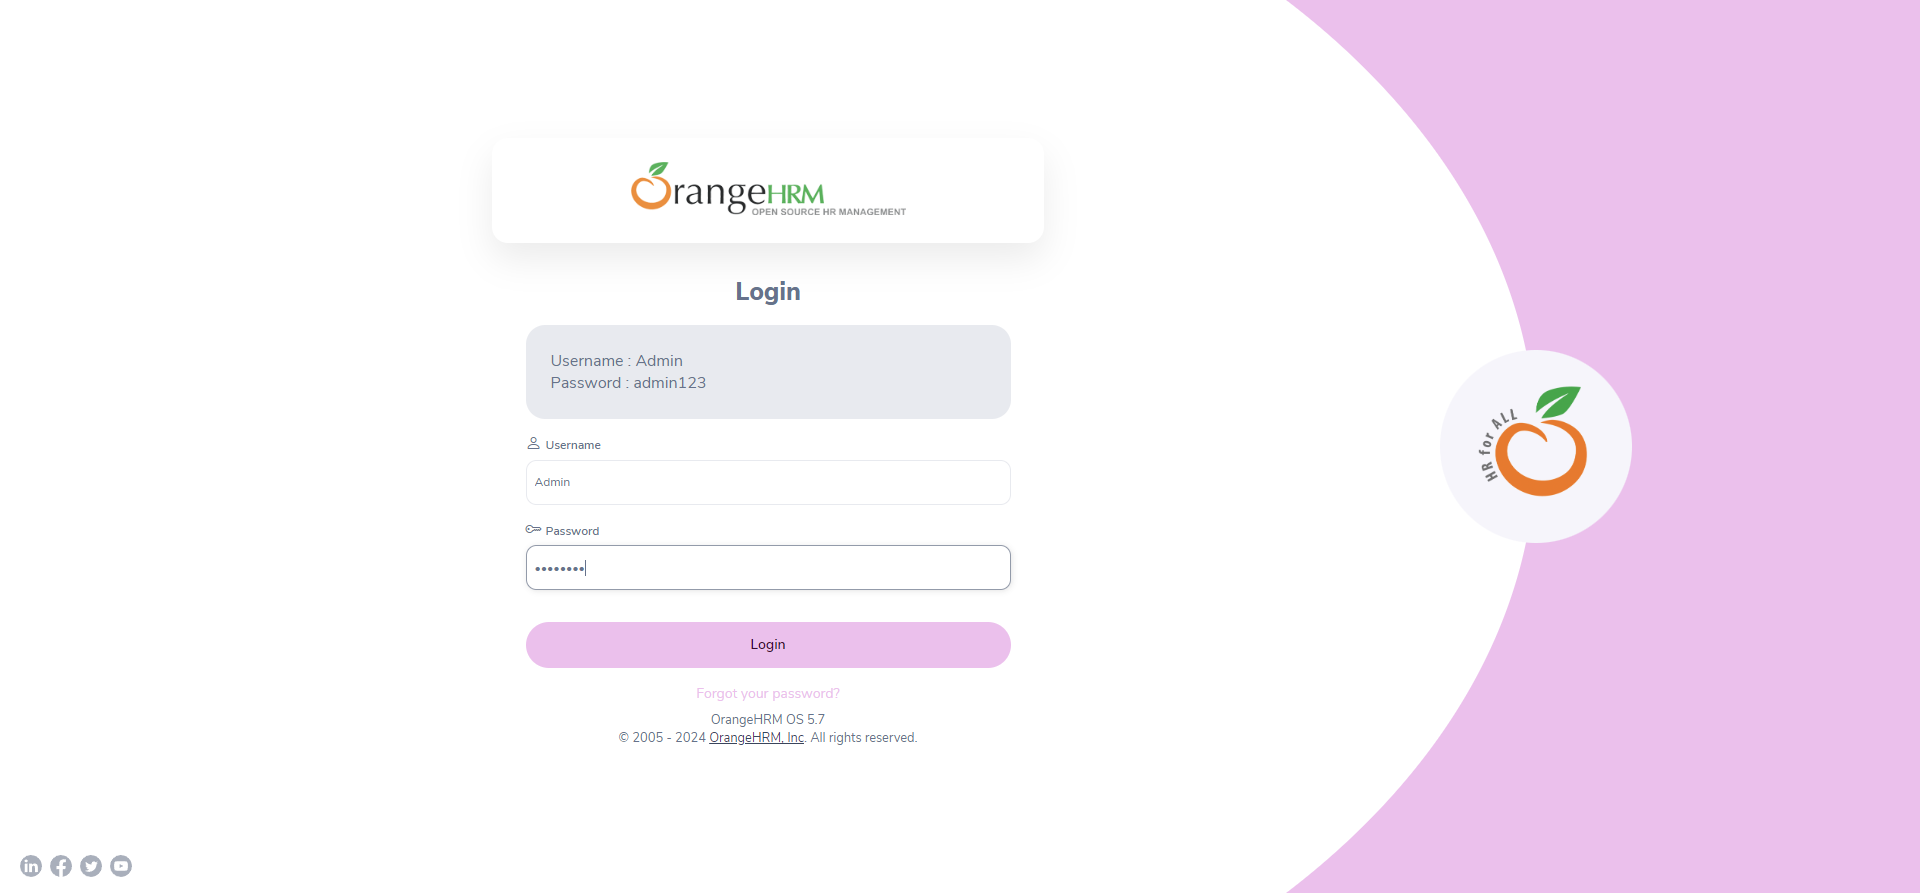 OrangeHRM
OPEN SOURCE HR MANAGEMENT
Login
Username : Admin
Password : admin123
Username
Admin
Password
••••••••
Login
Forgot your password?
OrangeHRM OS 5.7
© 2005 - 2024 OrangeHRM, Inc. All rights reserved.
HR for ALL